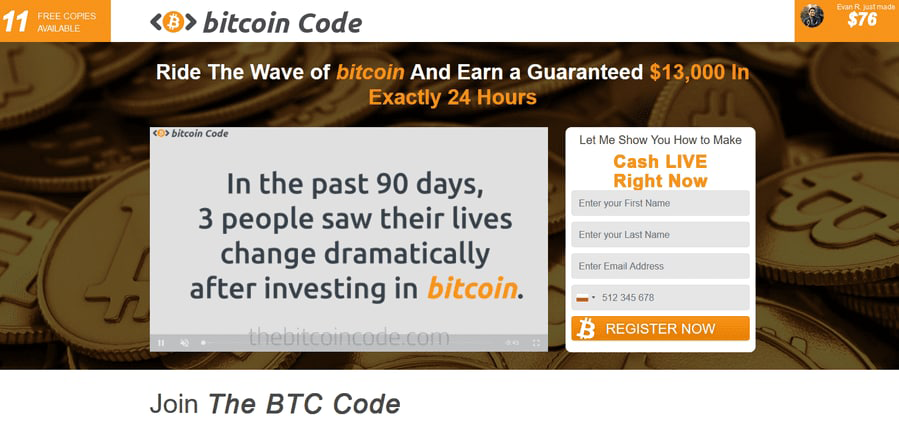 11 FREE COPIES
AVAILABLE
bitcoin Code
Evan R. just made
$76
Ride The Wave of bitcoin And Earn a Guaranteed $13,000 In
Exactly 24 Hours
bitcoin Code
In the past 90 days,
3 people saw their lives
change dramatically
after investing in bitcoin.
thebitcoincode.com
-0:43
Let Me Show You How to Make
Cash LIVE
Right Now
Enter your First Name
Enter your Last Name
Enter Email Address
512 345 678
REGISTER NOW
Join The BTC Code